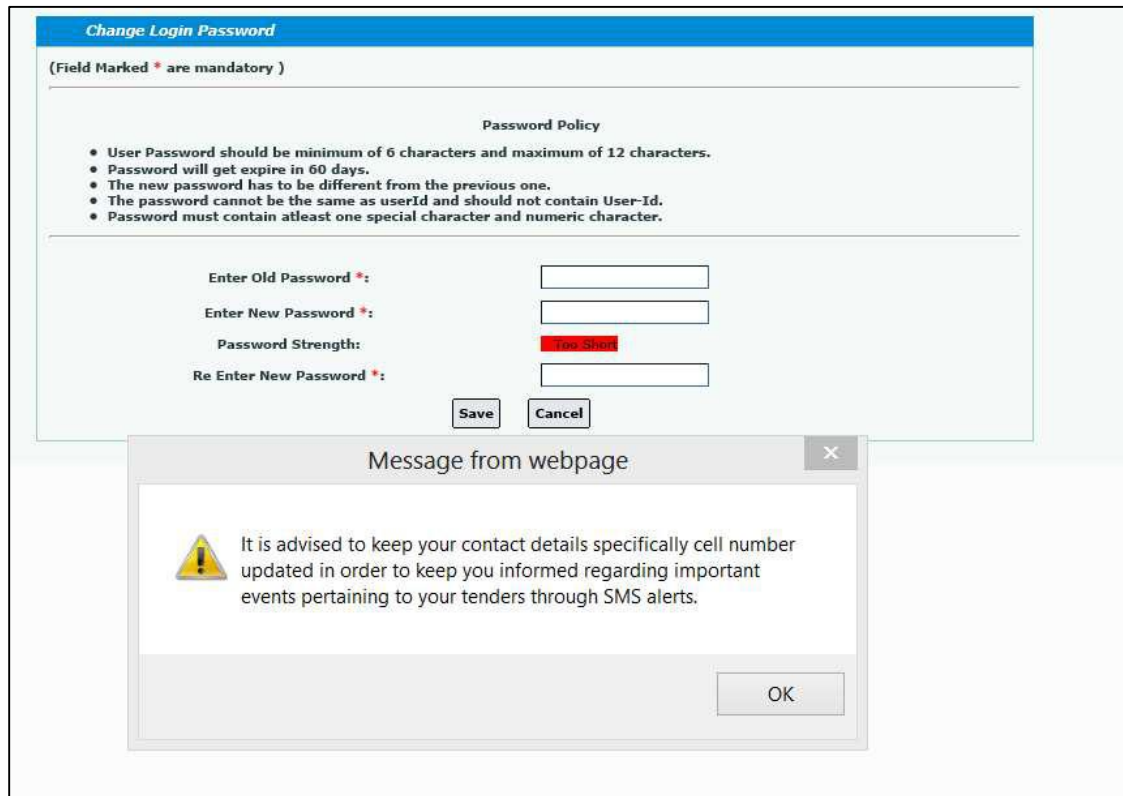 Change Login Password
(Field Marked * are mandatory )
Password Policy
• User Password should be minimum of 6 characters and maximum of 12 characters.
• Password will get expire in 60 days.
• The new password has to be different from the previous one.
• The password cannot be the same as userId and should not contain User-Id.
• Password must contain atleast one special character and numeric character.
Enter Old Password *:
Enter New Password *:
Password Strength: Too Short
Re Enter New Password *:
Save Cancel
Message from webpage
It is advised to keep your contact details specifically cell number
updated in order to keep you informed regarding important
events pertaining to your tenders through SMS alerts.
OK